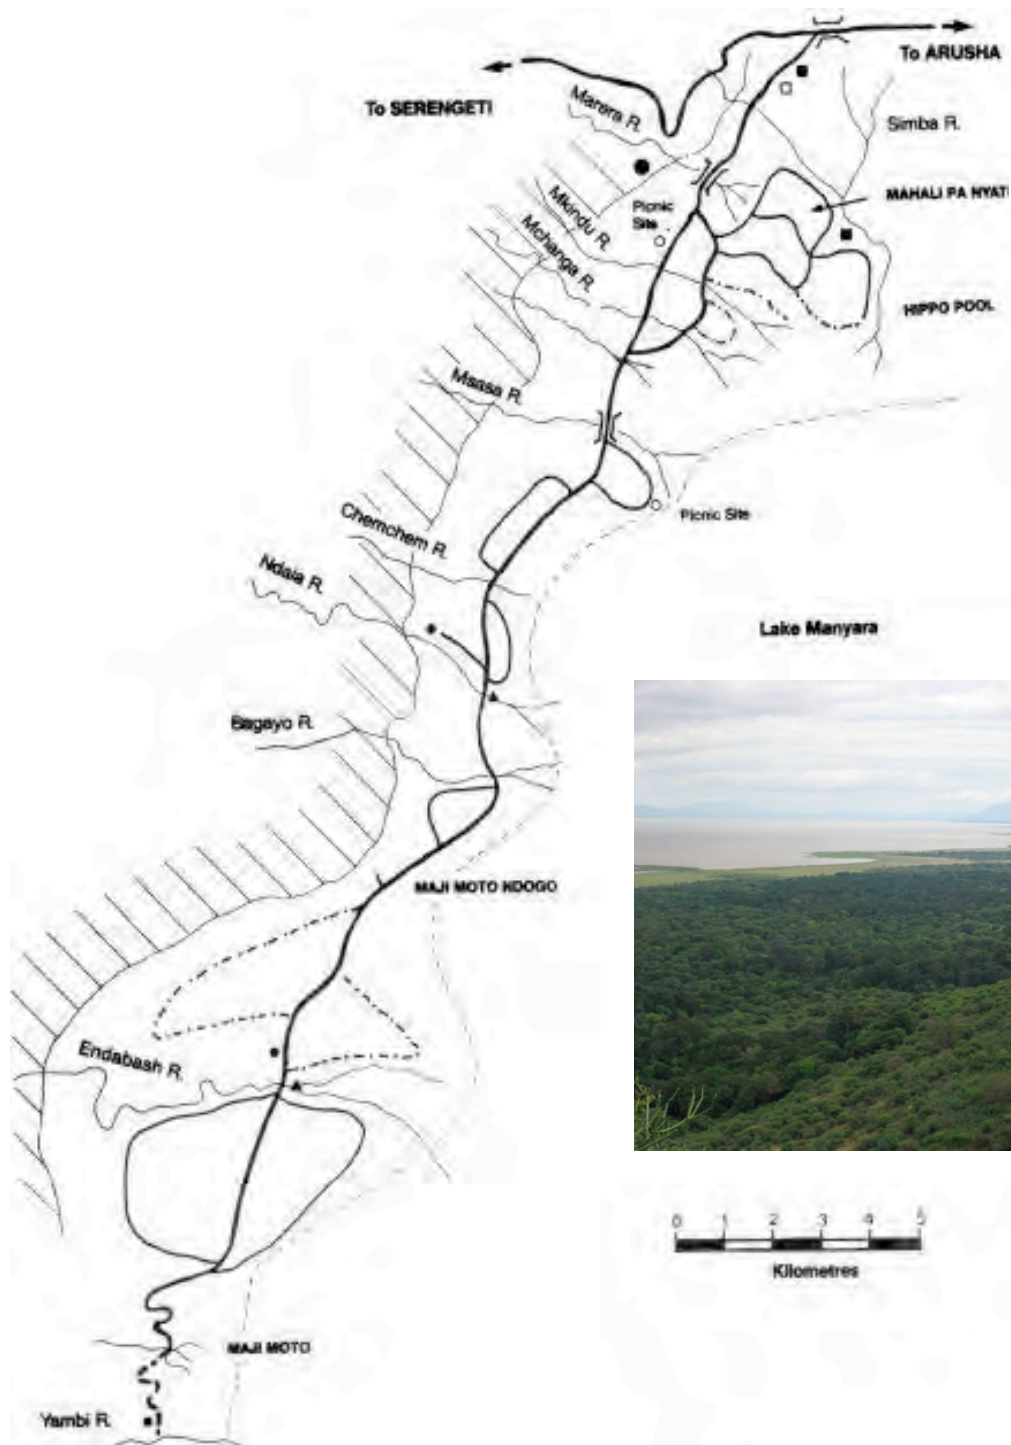 To ARUSHA
To SERENGETI
Marera R.
Simba R.
MAHALI PA NYATI
Picnic
Site
Mkindu R.
Mchanga R.
HIPPO POOL
Msasa R.
Picnic Site
Chemchem R.
Ndala R.
Lake Manyara
Bagayo R.
MAJI MOTO NDOGO
Endabash R.
0 1 2 3 4 5
Kilometres
MAJI MOTO
Yambi R.